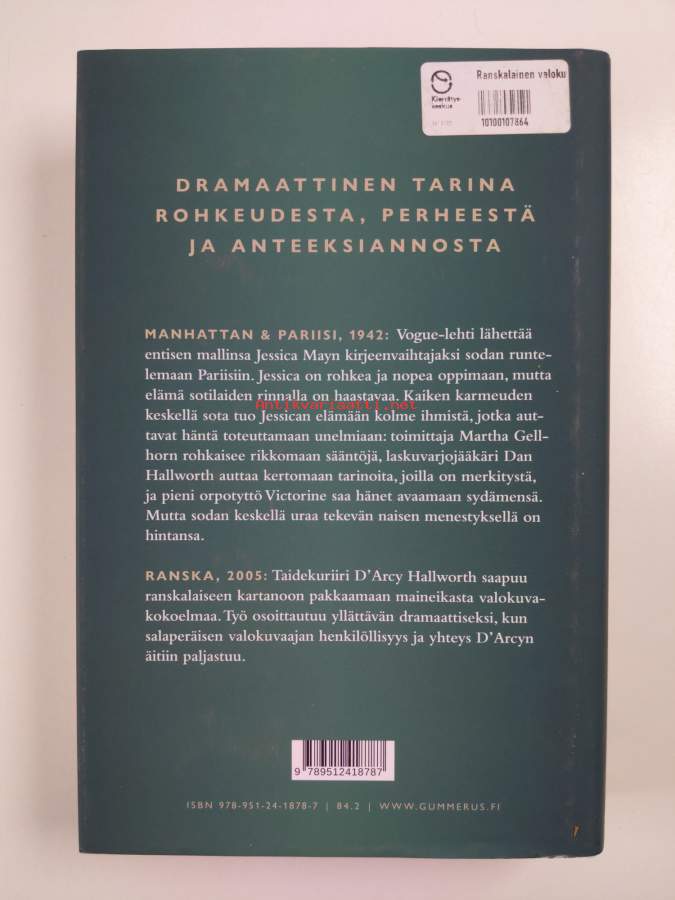 Ranskalainen valoku
Kierrätys-
keskus
10100107864
DRAMAATTINEN TARINA
ROHKEUDESTA, PERHEESTÄ
JA ANTEEKSIANNOSTA
MANHATTAN & PARIISI, 1942: Vogue-lehti lähettää
entisen mallinsa Jessica Mayn kirjeenvaihtajaksi sodan runte-
lemaan Pariisiin. Jessica on rohkea ja nopea oppimaan, mutta
elämä sotilaiden rinnalla on haastavaa. Kaiken karmeuden
Antikvariaatti.net
keskellä sota tuo Jessican elämään kolme ihmistä, jotka aut-
tavat häntä toteuttamaan unelmiaan: toimittaja Martha Gell-
horn rohkaisee rikkomaan sääntöjä, laskuvarjojääkäri Dan
Hallworth auttaa kertomaan tarinoita, joilla on merkitystä,
ja pieni orpotyttö Victorine saa hänet avaamaan sydämensä.
Mutta sodan keskellä uraa tekevän naisen menestyksellä on
hintansa.
RANSKA, 2005: Taidekuriiri D'Arcy Hallworth saapuu
ranskalaiseen kartanoon pakkaamaan maineikasta valokuva-
kokoelmaa. Työ osoittautuu yllättävän dramaattiseksi, kun
salaperäisen valokuvaajan henkilöllisyys ja yhteys D'Arcyn
äitiin paljastuu.
9 789512 418787
ISBN 978-951-24-1878-7 | 84.2 | WWW.GUMMERUS.FI